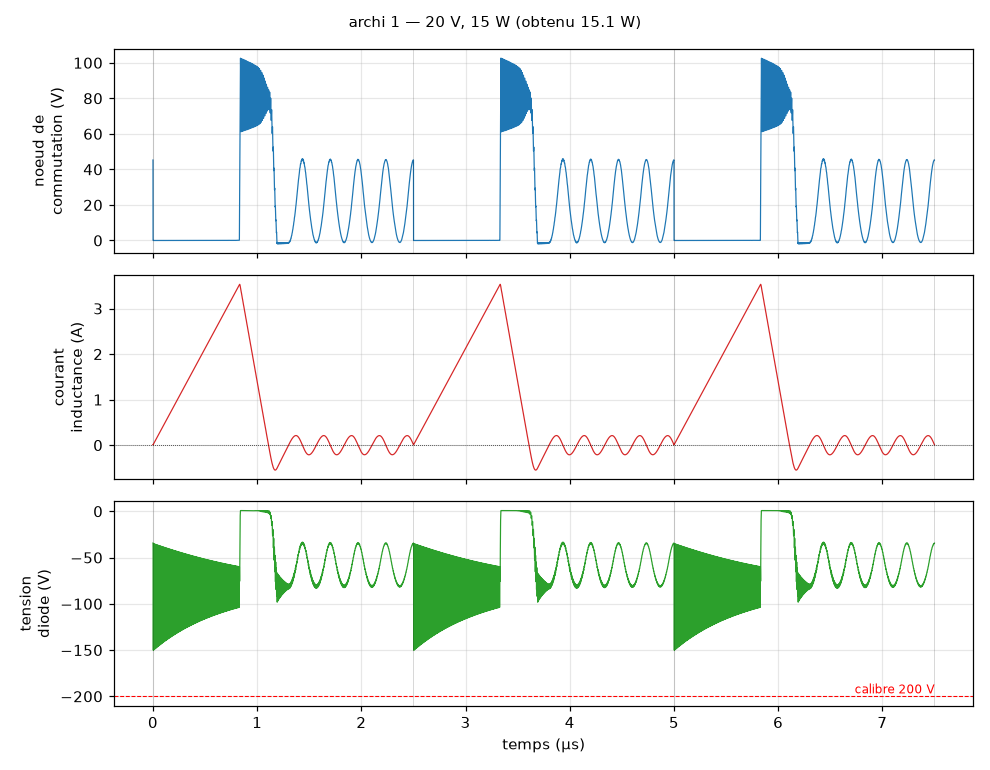 archi 1 — 20 V, 15 W (obtenu 15.1 W)
noeud de
commutation (V)
100
80
60
40
20
0
courant
inductance (A)
3
2
1
0
tension
diode (V)
0
−50
−100
−150
−200
calibre 200 V
0 1 2 3 4 5 6 7
temps (µs)